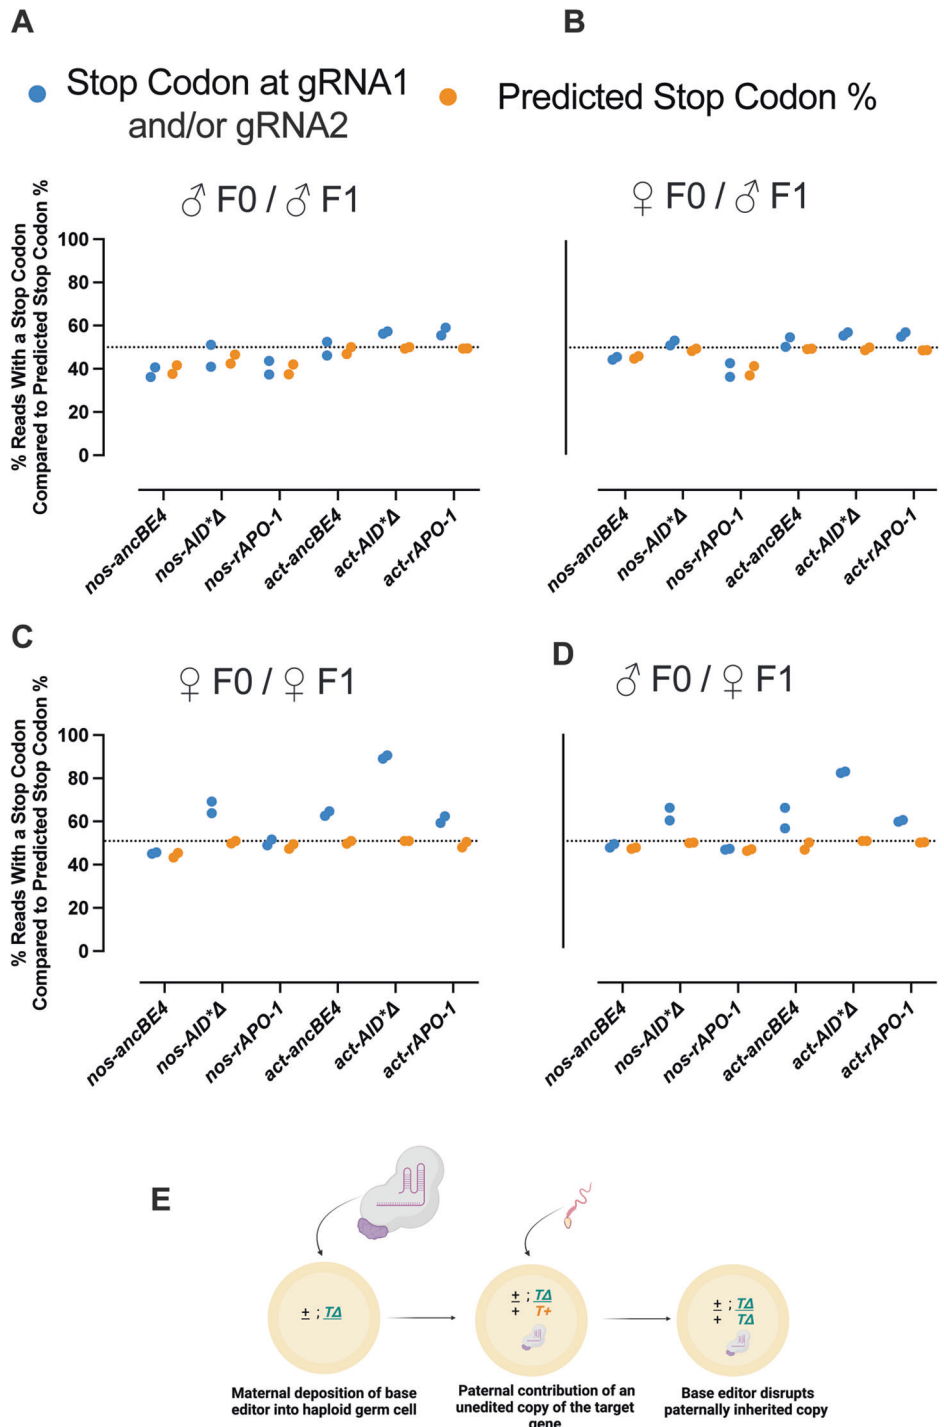 A
B
Stop Codon at gRNA1
and/or gRNA2
Predicted Stop Codon %
♂ F0 / ♂ F1
♀ F0 / ♂ F1
% Reads With a Stop Codon
Compared to Predicted Stop Codon %
100
80
60
40
20
0
nos-ancBE4
nos-AID*Δ
nos-rAPO-1
act-ancBE4
act-AID*Δ
act-rAPO-1
nos-ancBE4
nos-AID*Δ
nos-rAPO-1
act-ancBE4
act-AID*Δ
act-rAPO-1
C
D
♀ F0 / ♀ F1
♂ F0 / ♀ F1
% Reads With a Stop Codon
Compared to Predicted Stop Codon %
100
80
60
40
20
0
nos-ancBE4
nos-AID*Δ
nos-rAPO-1
act-ancBE4
act-AID*Δ
act-rAPO-1
nos-ancBE4
nos-AID*Δ
nos-rAPO-1
act-ancBE4
act-AID*Δ
act-rAPO-1
E
± ; TΔ
± ; TΔ
+ T+
± ; TΔ
+ TΔ
Maternal deposition of base
editor into haploid germ cell
Paternal contribution of an
unedited copy of the target
gene
Base editor disrupts
paternally inherited copy